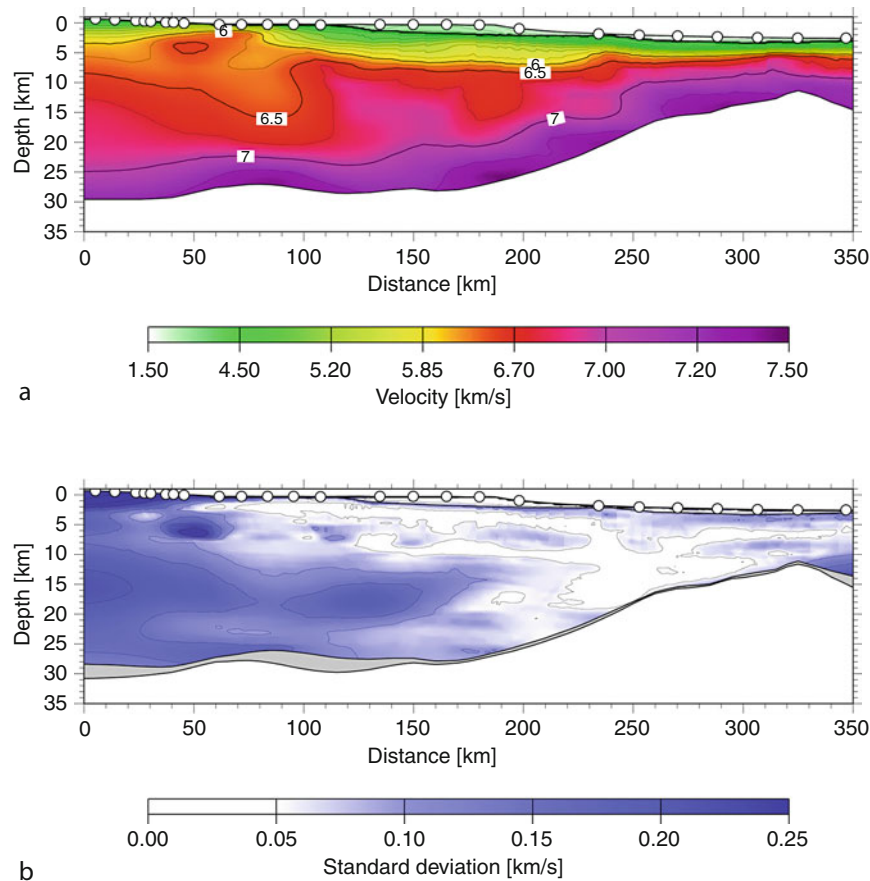 0
5
10
15
20
25
30
35
Depth [km]
6
6
6.5
6.5
7
7
0 50 100 150 200 250 300 350
Distance [km]
1.50 4.50 5.20 5.85 6.70 7.00 7.20 7.50
Velocity [km/s]
a
0
5
10
15
20
25
30
35
Depth [km]
0 50 100 150 200 250 300 350
Distance [km]
0.00 0.05 0.10 0.15 0.20 0.25
Standard deviation [km/s]
b